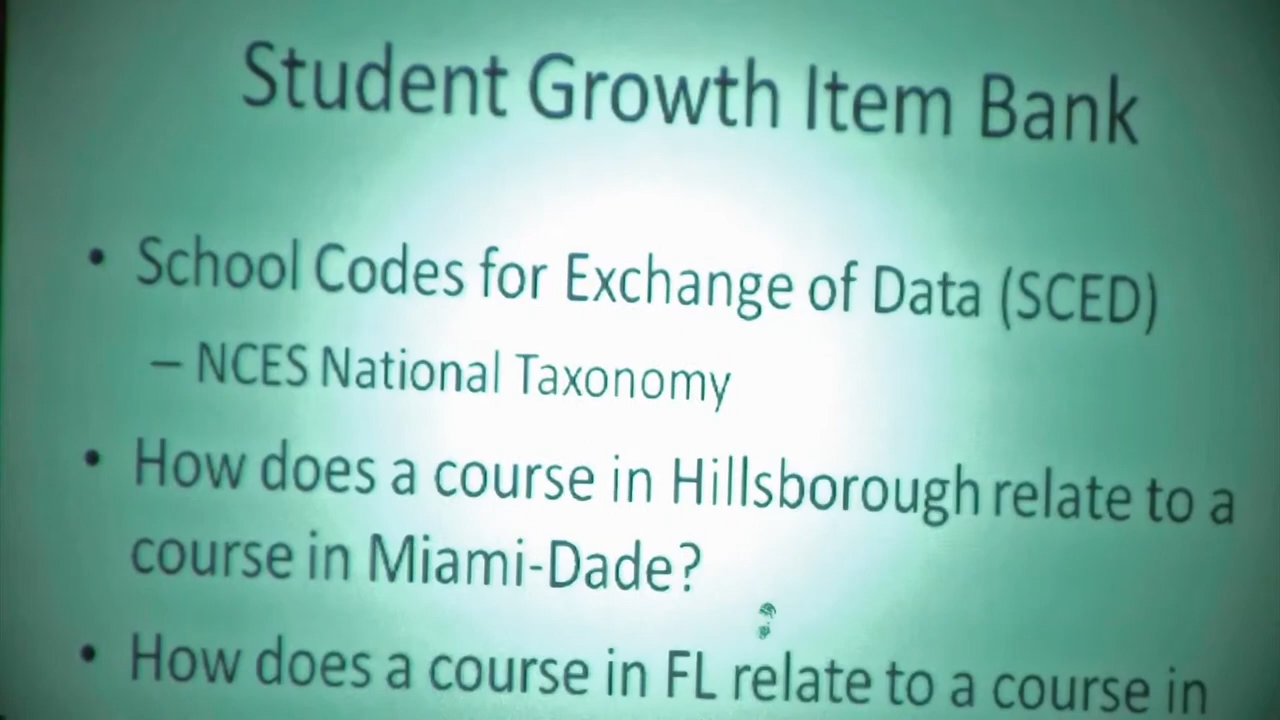 Student Growth Item Bank
• School Codes for Exchange of Data (SCED)
– NCES National Taxonomy
• How does a course in Hillsborough relate to a
course in Miami-Dade?
• How does a course in FL relate to a course in